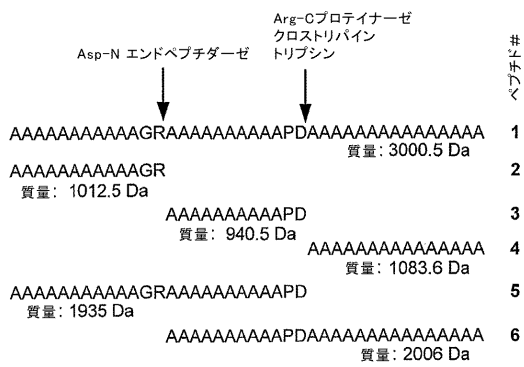 Arg-Cプロテイナーゼ
クロストリパイン
トリプシン
Asp-N エンドペプチダーゼ
ペプチド#
AAAAAAAAAAAGRAAAAAAAAAAPDAAAAAAAAAAAAAAA 1
質量: 3000.5 Da
AAAAAAAAAAAGR 2
質量: 1012.5 Da
AAAAAAAAAAPD 3
質量: 940.5 Da
AAAAAAAAAAAAAAA 4
質量: 1083.6 Da
AAAAAAAAAAAGRAAAAAAAAAAPD 5
質量: 1935 Da
AAAAAAAAAAPDAAAAAAAAAAAAAAA 6
質量: 2006 Da